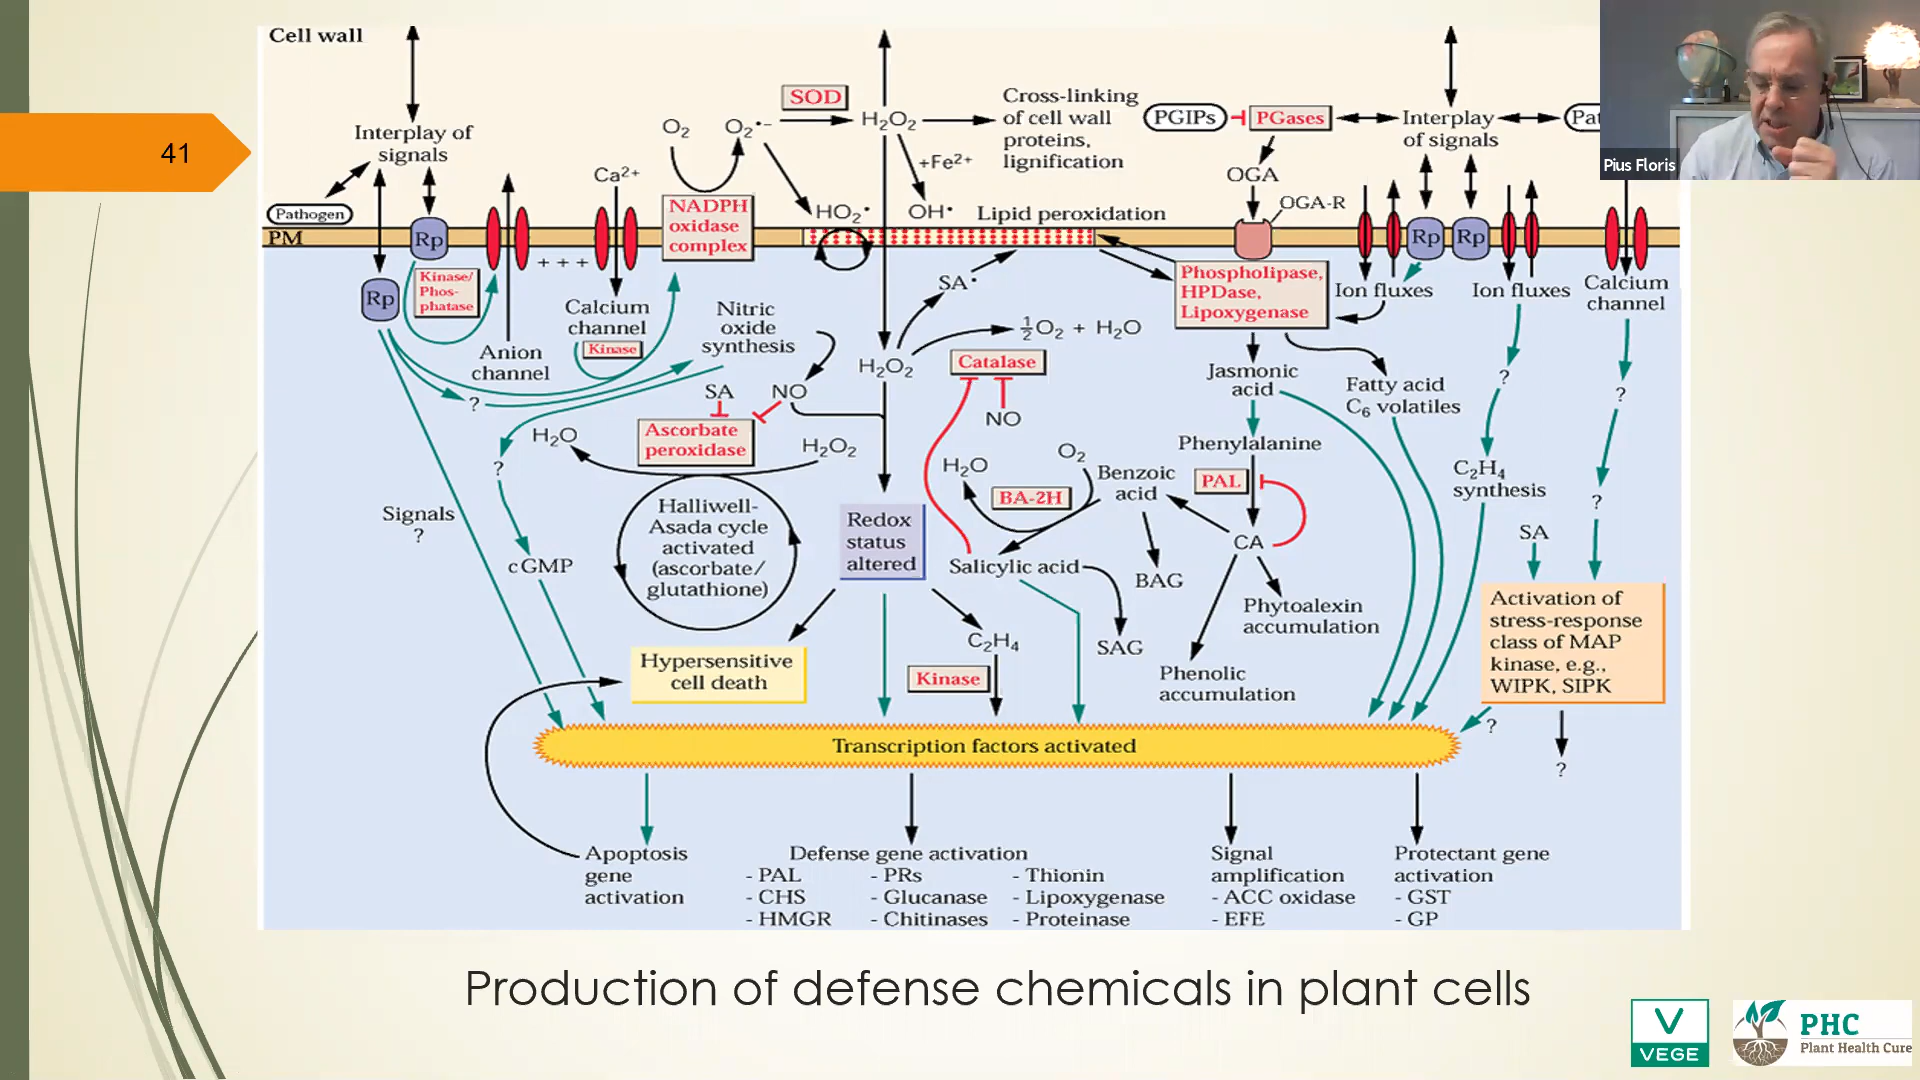 Cell wall
41
Interplay of
signals
Pathogen
PM
Rp
Rp
Kinase/
Phos-
phatase
Anion
channel
+ + +
Ca²⁺
Calcium
channel
Kinase
NADPH
oxidase
complex
O₂
O₂•−
SOD
H₂O₂
+Fe²⁺
HO₂•
OH•
Cross-linking
of cell wall
proteins,
lignification
Lipid peroxidation
PGIPs
PGases
OGA
OGA-R
Interplay
of signals
Pat
Pius Floris
Rp
Rp
Phospholipase,
HPDase,
Lipoxygenase
Ion fluxes
Ion fluxes
Calcium
channel
SA•
½O₂ + H₂O
H₂O₂
Catalase
NO
Nitric
oxide
synthesis
SA
NO
Ascorbate
peroxidase
H₂O
H₂O₂
?
?
Signals
?
cGMP
Halliwell-
Asada cycle
activated
(ascorbate/
glutathione)
Redox
status
altered
H₂O
O₂
BA-2H
Benzoic
acid
Salicylic acid
BAG
SAG
Jasmonic
acid
Phenylalanine
PAL
CA
Fatty acid
C₆ volatiles
Phytoalexin
accumulation
Phenolic
accumulation
?
C₂H₄
synthesis
?
?
SA
Activation of
stress-response
class of MAP
kinase, e.g.,
WIPK, SIPK
?
?
Hypersensitive
cell death
C₂H₄
Kinase
Transcription factors activated
Apoptosis
gene
activation
Defense gene activation
- PAL
- CHS
- HMGR
- PRs
- Glucanase
- Chitinases
- Thionin
- Lipoxygenase
- Proteinase
Signal
amplification
- ACC oxidase
- EFE
Protectant gene
activation
- GST
- GP
Production of defense chemicals in plant cells
V
VEGE
PHC
Plant Health Cure